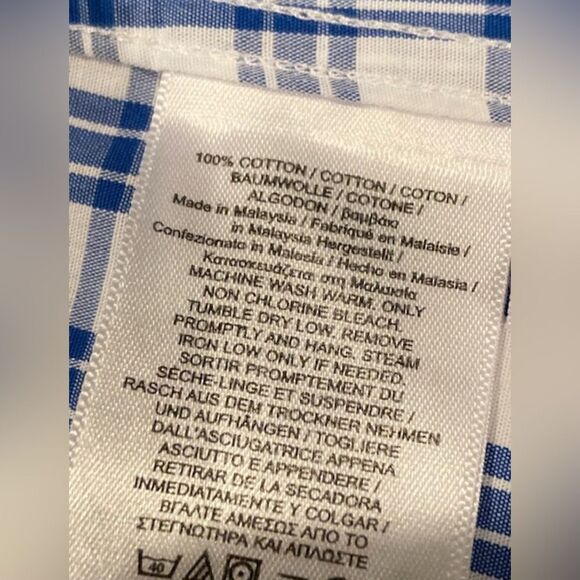 100% COTTON / COTTON / COTON /
BAUMWOLLE / COTONE /
ALGODON / βαμβάκι
Made in Malaysia / Fabriqué en Malaisie /
in Malaysia Hergestellt /
Confezionato in Malesia / Hecho en Malasia /
Κατασκευάζεται στη Μαλαισία
MACHINE WASH WARM. ONLY
NON CHLORINE BLEACH.
TUMBLE DRY LOW. REMOVE
PROMPTLY AND HANG. STEAM
IRON LOW ONLY IF NEEDED.
SORTIR PROMPTEMENT DU
SÈCHE-LINGE ET SUSPENDRE /
RASCH AUS DEM TROCKNER NEHMEN
UND AUFHÄNGEN / TOGLIERE
DALL'ASCIUGATRICE APPENA
ASCIUTTO E APPENDERE /
RETIRAR DE LA SECADORA
INMEDIATAMENTE Y COLGAR /
ΒΓΑΛΤΕ ΑΜΕΣΩΣ ΑΠΟ ΤΟ
ΣΤΕΓΝΩΤΗΡΑ ΚΑΙ ΑΠΛΩΣΤΕ
40